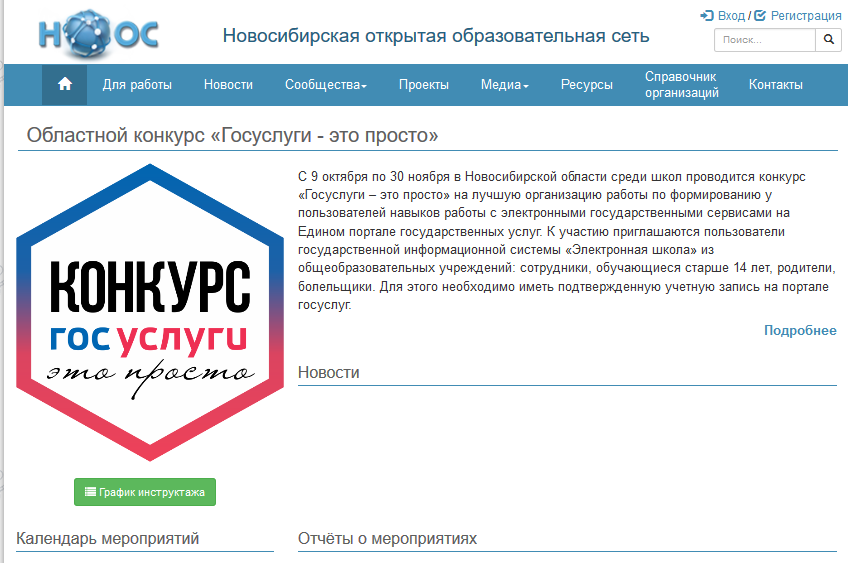 НООС
Новосибирская открытая образовательная сеть
Вход / Регистрация
Поиск...
Для работы
Новости
Сообщества
Проекты
Медиа
Ресурсы
Справочник
организаций
Контакты
Областной конкурс «Госуслуги - это просто»
КОНКУРС
госуслуги
это просто
С 9 октября по 30 ноября в Новосибирской области среди школ проводится конкурс
«Госуслуги – это просто» на лучшую организацию работы по формированию у
пользователей навыков работы с электронными государственными сервисами на
Едином портале государственных услуг. К участию приглашаются пользователи
государственной информационной системы «Электронная школа» из
общеобразовательных учреждений: сотрудники, обучающиеся старше 14 лет, родители,
болельщики. Для этого необходимо иметь подтвержденную учетную запись на портале
госуслуг.
Подробнее
Новости
График инструктажа
Календарь мероприятий
Отчёты о мероприятиях